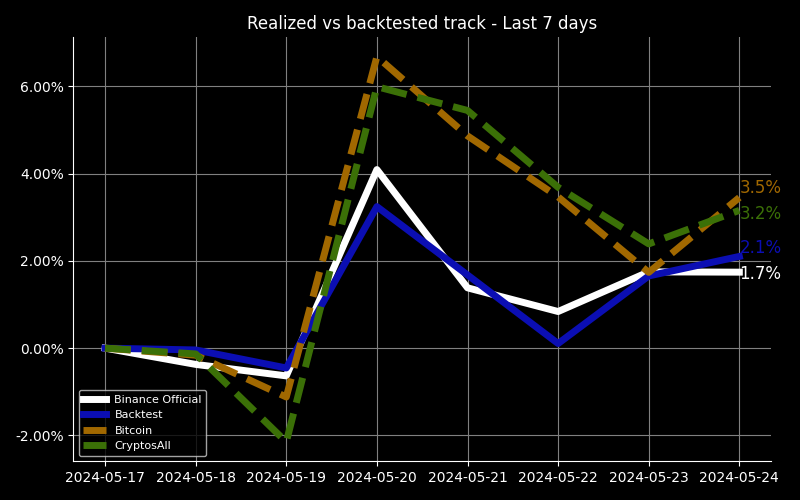 Realized vs backtested track - Last 7 days
6.00%
4.00%
2.00%
0.00%
-2.00%
3.5%
3.2%
2.1%
1.7%
Binance Official
Backtest
Bitcoin
CryptosAll
2024-05-17 2024-05-18 2024-05-19 2024-05-20 2024-05-21 2024-05-22 2024-05-23 2024-05-24